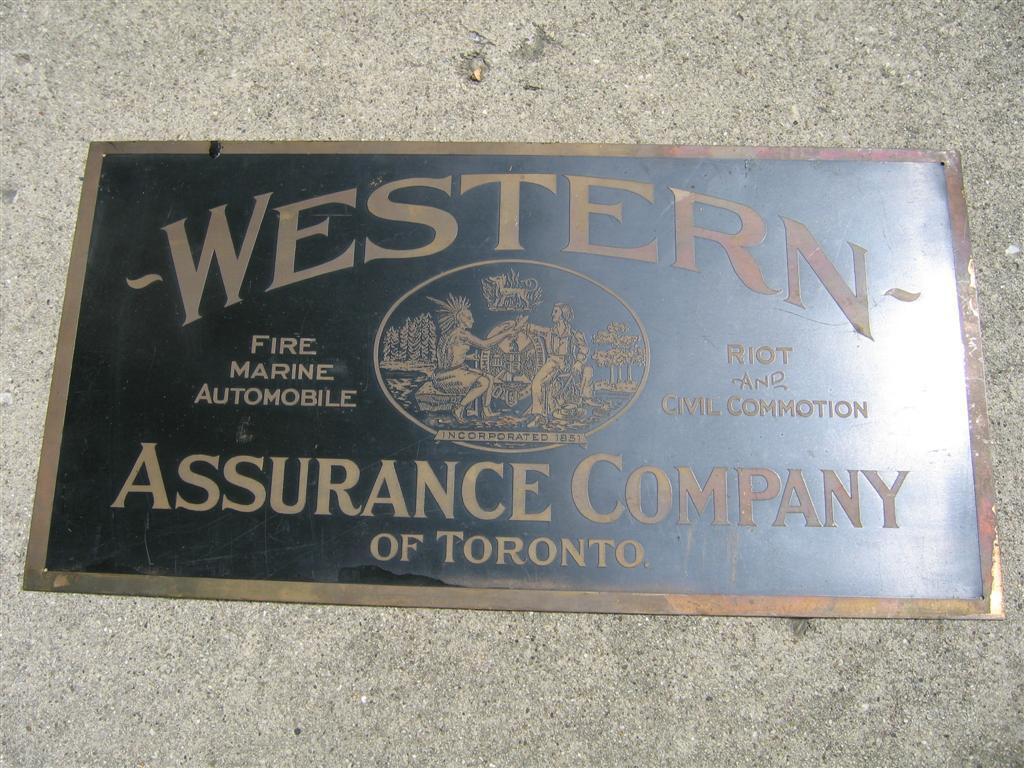 WESTERN
FIRE
MARINE
AUTOMOBILE
RIOT
AND
CIVIL COMMOTION
INCORPORATED 1851
ASSURANCE COMPANY
OF TORONTO.